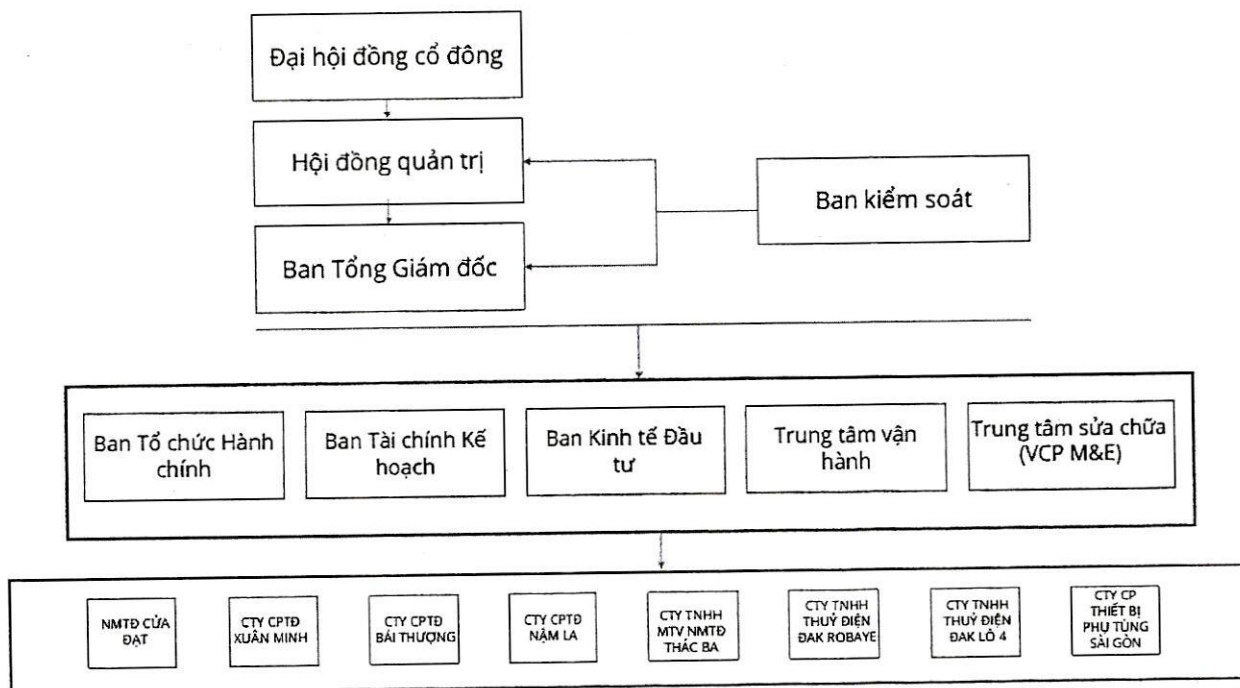 Đại hội đồng cổ đông
Hội đồng quản trị
Ban kiểm soát
Ban Tổng Giám đốc
Ban Tổ chức Hành
chính
Ban Tài chính Kế
hoạch
Ban Kinh tế Đầu
tư
Trung tâm vận
hành
Trung tâm sửa chữa
(VCP M&E)
NMTĐ CỬA
ĐẠT
CTY CPTĐ
XUÂN MINH
CTY CPTĐ
BÁI THƯỢNG
CTY CPTĐ
NẬM LA
CTY TNHH
MTV NMTĐ
THÁC BA
CTY TNHH
THUỶ ĐIỆN
ĐAK ROBAYE
CTY TNHH
THUỶ ĐIỆN
ĐAK LÔ 4
CTY CP
THIẾT BỊ
PHỤ TÙNG
SÀI GÒN